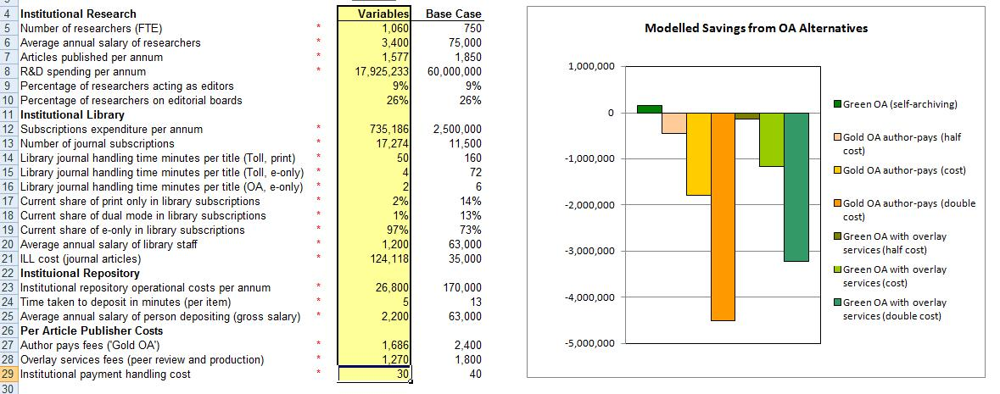 4 Institutional Research Variables Base Case
5 Number of researchers (FTE) * 1,060 750
6 Average annual salary of researchers * 3,400 75,000
7 Articles published per annum * 1,577 1,850
8 R&D spending per annum * 17,925,233 60,000,000
9 Percentage of researchers acting as editors 9% 9%
10 Percentage of researchers on editorial boards 26% 26%
11 Institutional Library
12 Subscriptions expenditure per annum * 735,186 2,500,000
13 Number of journal subscriptions * 17,274 11,500
14 Library journal handling time minutes per title (Toll, print) * 50 160
15 Library journal handling time minutes per title (Toll, e-only) * 4 72
16 Library journal handling time minutes per title (OA, e-only) * 2 6
17 Current share of print only in library subscriptions * 2% 14%
18 Current share of dual mode in library subscriptions * 1% 13%
19 Current share of e-only in library subscriptions * 97% 73%
20 Average annual salary of library staff * 1,200 63,000
21 ILL cost (journal articles) * 124,118 35,000
22 Instituional Repository
23 Institutional repository operational costs per annum * 26,800 170,000
24 Time taken to deposit in minutes (per item) * 5 13
25 Average annual salary of person depositing (gross salary) * 2,200 63,000
26 Per Article Publisher Costs
27 Author pays fees ('Gold OA') * 1,686 2,400
28 Overlay services fees (peer review and production) * 1,270 1,800
29 Institutional payment handling cost * 30 40
30
Modelled Savings from OA Alternatives
1,000,000
0
-1,000,000
-2,000,000
-3,000,000
-4,000,000
-5,000,000
Green OA (self-archiving)
Gold OA author-pays (half
cost)
Gold OA author-pays (cost)
Gold OA author-pays (double
cost)
Green OA with overlay
services (half cost)
Green OA with overlay
services (cost)
Green OA with overlay
services (double cost)